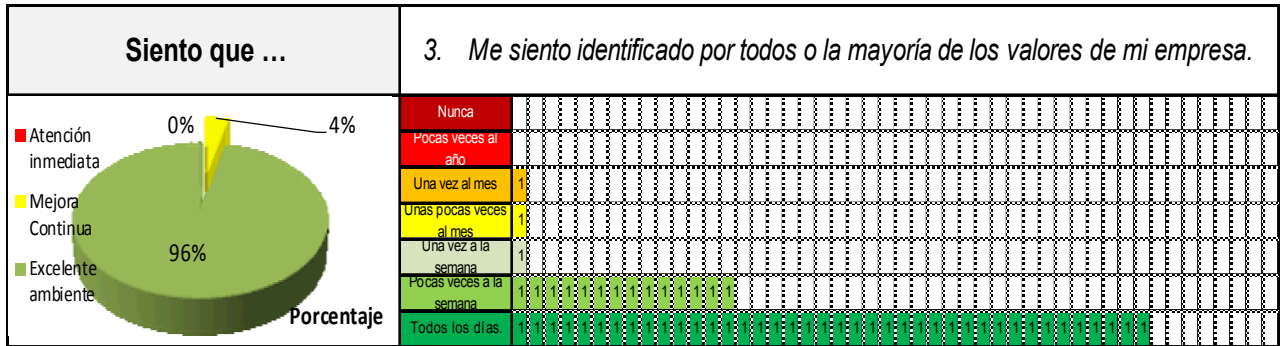 Siento que …
3. Me siento identificado por todos o la mayoría de los valores de mi empresa.
0%
4%
96%
Atención
inmediata
Mejora
Continua
Excelente
ambiente
Porcentaje
Nunca
Pocas veces al
año
Una vez al mes 1
Unas pocas veces
al mes 1
Una vez a la
semana 1
Pocas veces a la
semana 1 1 1 1 1 1 1 1 1 1 1 1 1 1
Todos los días. 1 1 1 1 1 1 1 1 1 1 1 1 1 1 1 1 1 1 1 1 1 1 1 1 1 1 1 1 1 1 1 1 1 1 1 1 1 1 1 1